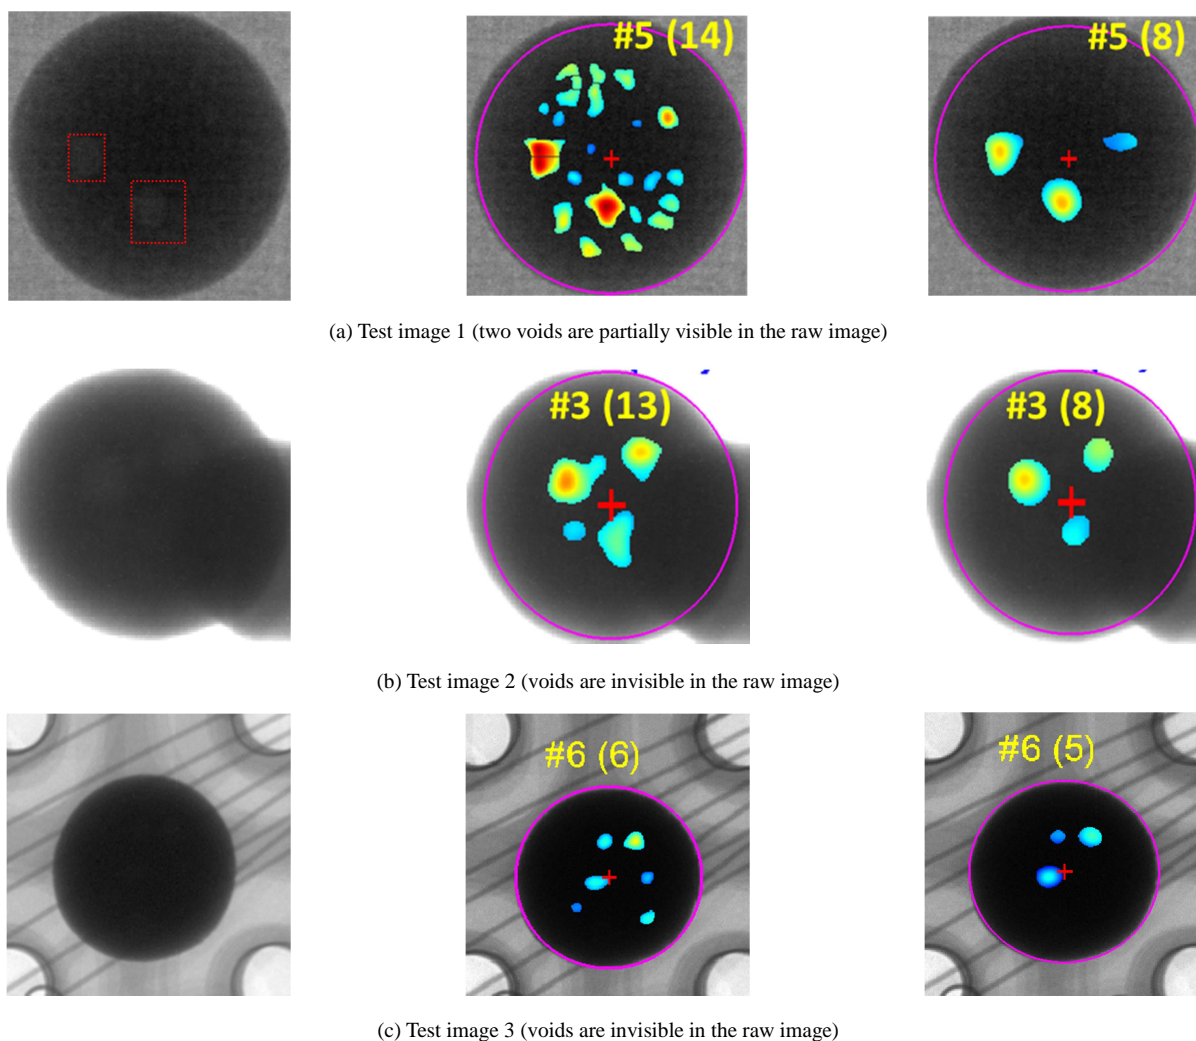 #5 (14)
#5 (8)
(a) Test image 1 (two voids are partially visible in the raw image)
#3 (13)
#3 (8)
(b) Test image 2 (voids are invisible in the raw image)
#6 (6)
#6 (5)
(c) Test image 3 (voids are invisible in the raw image)